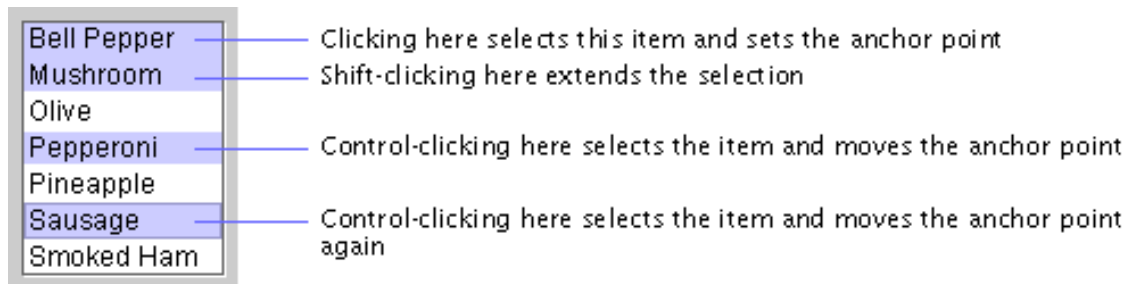 Bell Pepper
Clicking here selects this item and sets the anchor point
Mushroom
Shift-clicking here extends the selection
Olive
Pepperoni
Control-clicking here selects the item and moves the anchor point
Pineapple
Sausage
Control-clicking here selects the item and moves the anchor point
again
Smoked Ham